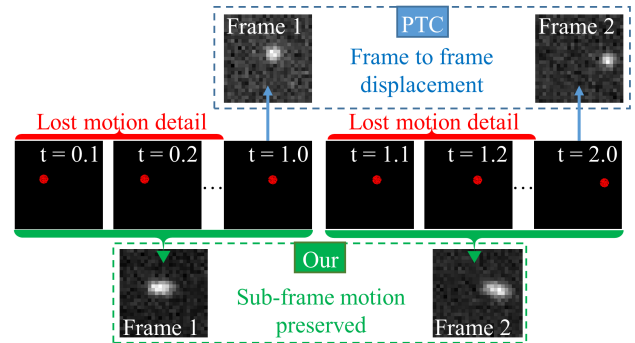 Frame 1
PTC
Frame 2
Frame to frame
displacement
Lost motion detail
Lost motion detail
t = 0.1
t = 0.2
...
t = 1.0
t = 1.1
t = 1.2
...
t = 2.0
Our
Sub-frame motion
preserved
Frame 1
Frame 2